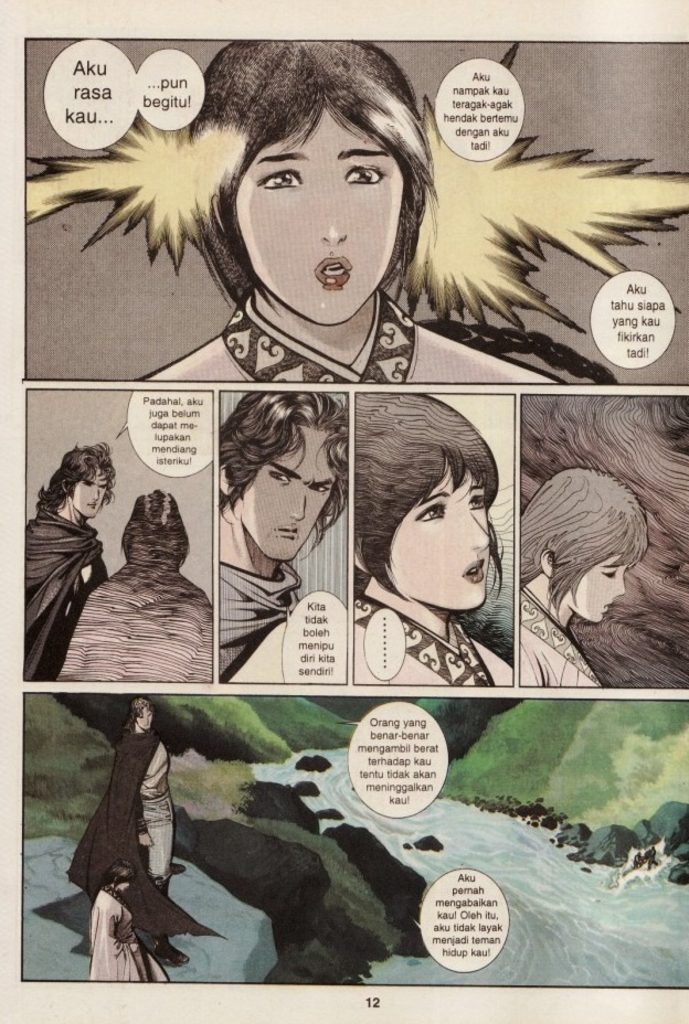 Aku
rasa
kau...
...pun
begitu!
Aku
nampak kau
teragak-agak
hendak bertemu
dengan aku
tadi!
Aku
tahu siapa
yang kau
fikirkan
tadi!
Padahal, aku
juga belum
dapat me-
lupakan
mendiang
isteriku!
Kita
tidak
boleh
menipu
diri kita
sendiri!
........
Orang yang
benar-benar
mengambil berat
terhadap kau
tentu tidak akan
meninggalkan
kau!
Aku
pernah
mengabaikan
kau! Oleh itu,
aku tidak layak
menjadi teman
hidup kau!
12